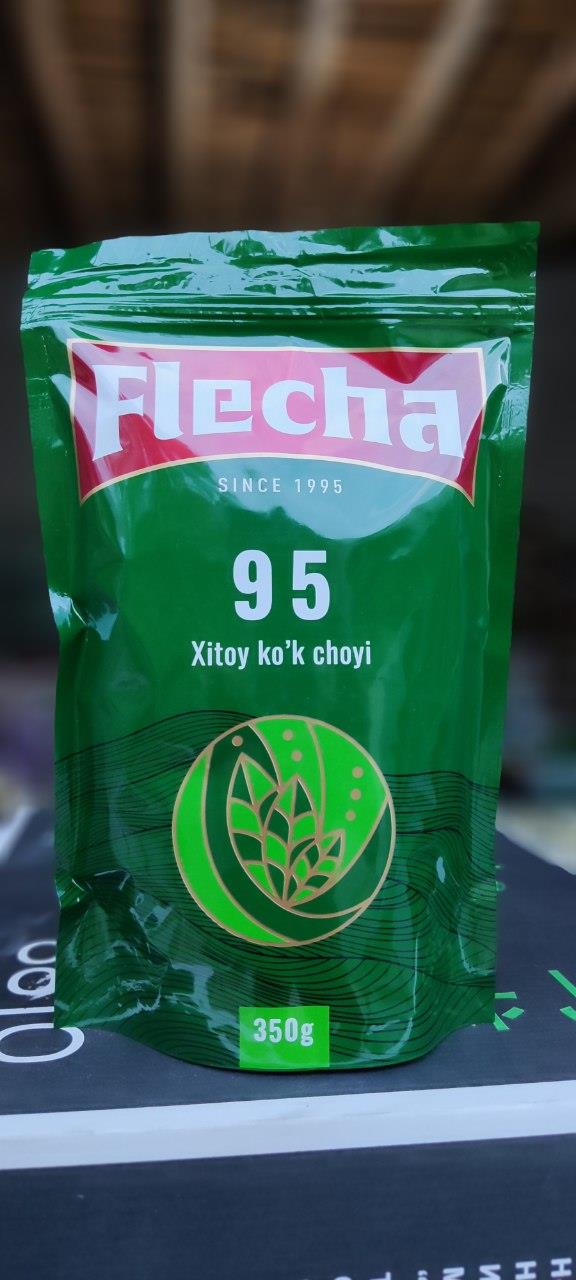 Flecha
SINCE 1995
95
Xitoy ko'k choyi
350g